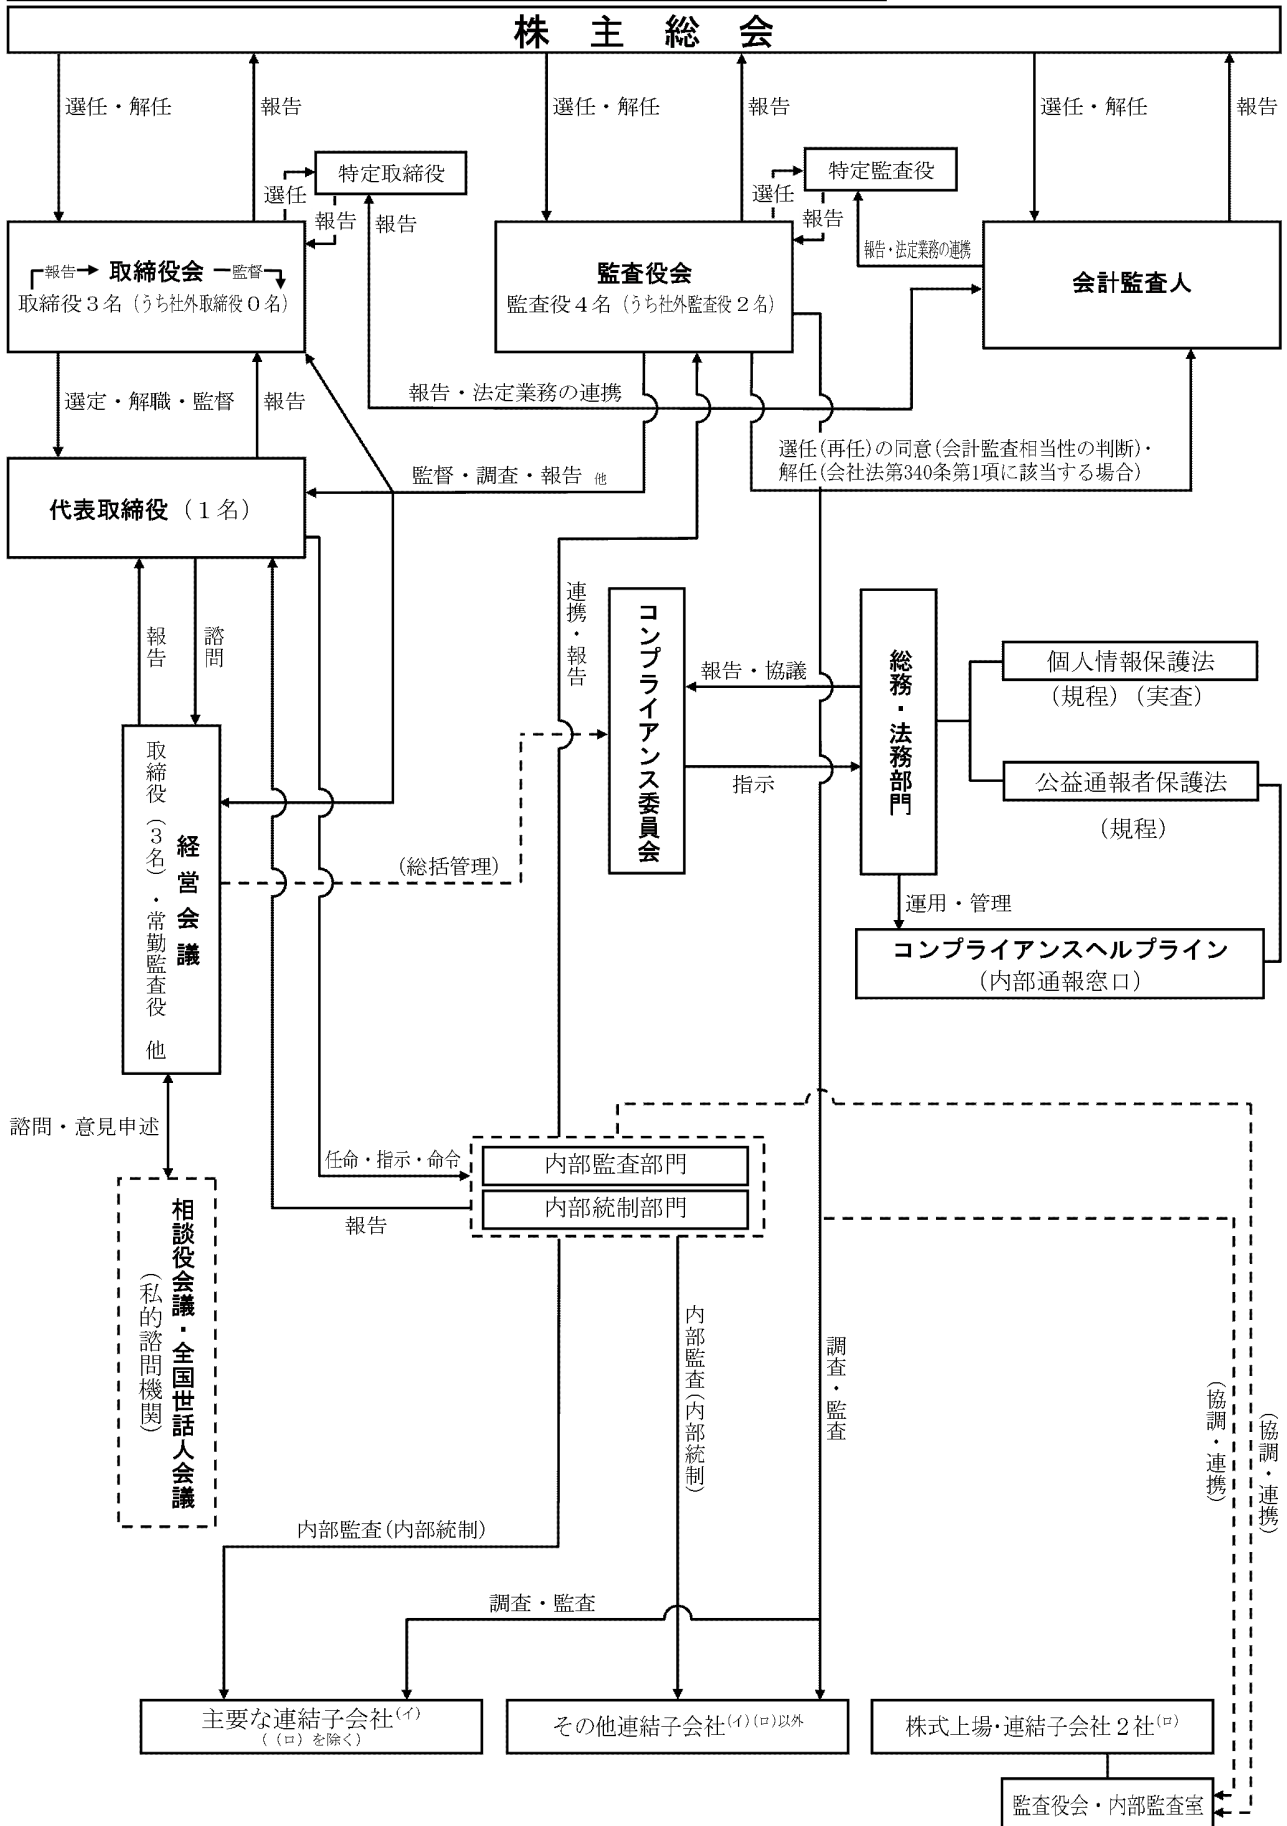 株主総会
選任・解任
報告
選任・解任
報告
選任・解任
報告
特定取締役
選任
報告
報告
特定監査役
選任
報告
報告・法定業務の連携
報告
取締役会
監督
取締役３名（うち社外取締役０名）
監査役会
監査役４名（うち社外監査役２名）
会計監査人
選定・解職・監督
報告
報告・法定業務の連携
選任(再任)の同意(会計監査相当性の判断)・
解任(会社法第340条第1項に該当する場合)
監督・調査・報告 他
代表取締役（１名）
報告
諮問
連携・報告
コンプライアンス委員会
報告・協議
指示
総務・法務部門
個人情報保護法
(規程) (実査)
公益通報者保護法
(規程)
運用・管理
コンプライアンスヘルプライン
(内部通報窓口)
経営会議
取締役（３名）・常勤監査役 他
(総括管理)
諮問・意見申述
相談役会議・全国世話人会議
(私的諮問機関)
任命・指示・命令
報告
内部監査部門
内部統制部門
内部監査(内部統制)
調査・監査
(協調・連携)
(協調・連携)
内部監査(内部統制)
調査・監査
主要な連結子会社(イ)
(（ロ）を除く)
その他連結子会社(イ)(ロ)以外
株式上場・連結子会社２社(ロ)
監査役会・内部監査室